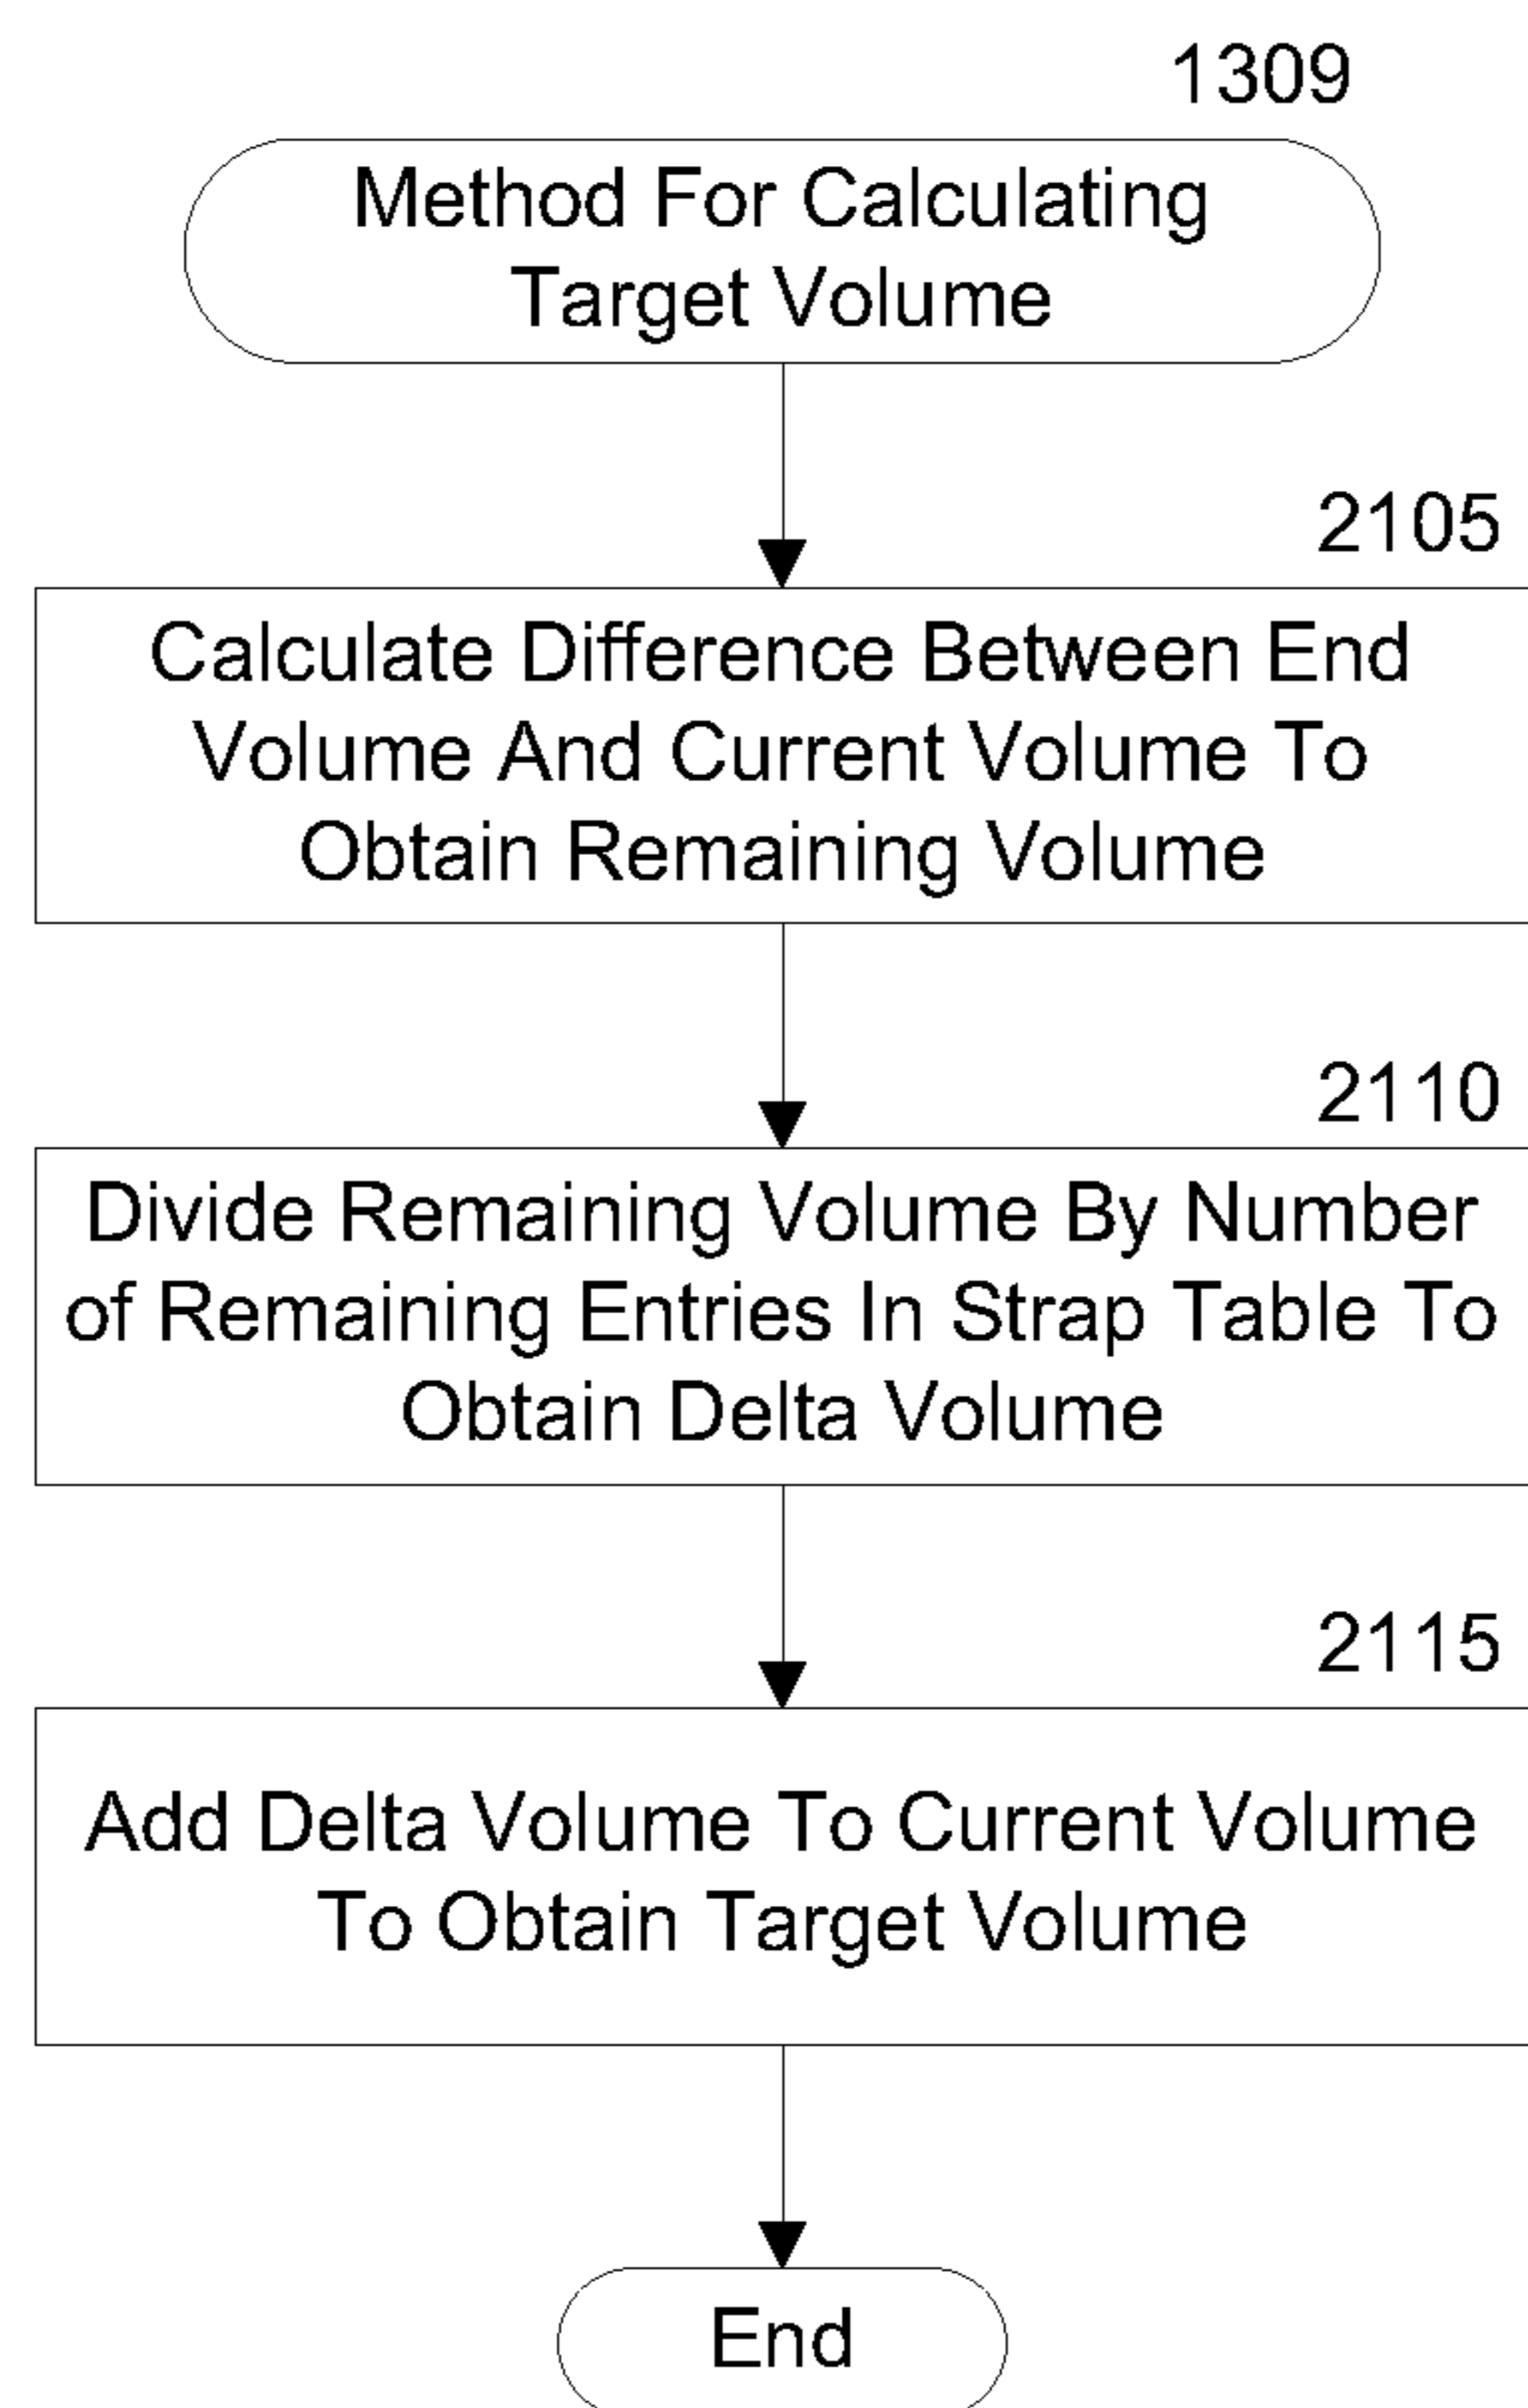 1309
Method For Calculating
Target Volume
2105
Calculate Difference Between End
Volume And Current Volume To
Obtain Remaining Volume
2110
Divide Remaining Volume By Number
of Remaining Entries In Strap Table To
Obtain Delta Volume
2115
Add Delta Volume To Current Volume
To Obtain Target Volume
End